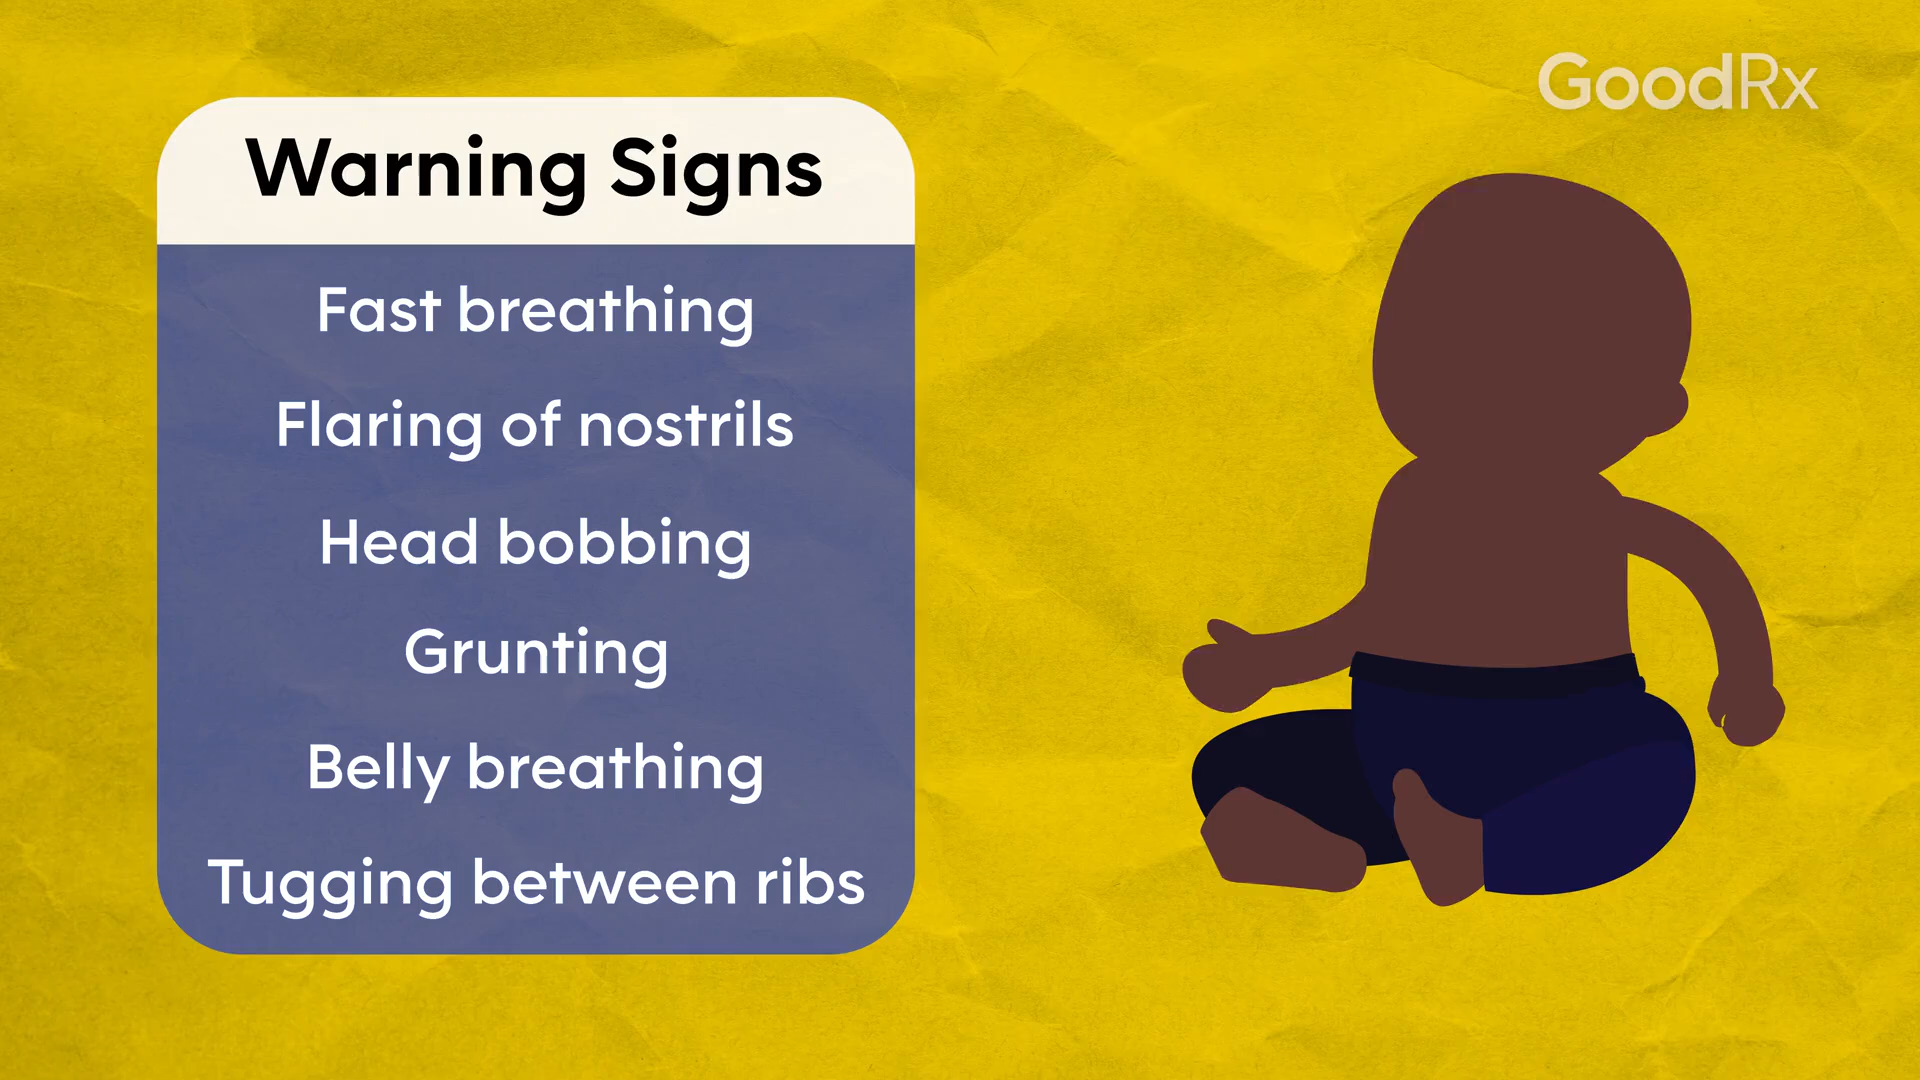 GoodRx
Warning Signs
Fast breathing
Flaring of nostrils
Head bobbing
Grunting
Belly breathing
Tugging between ribs